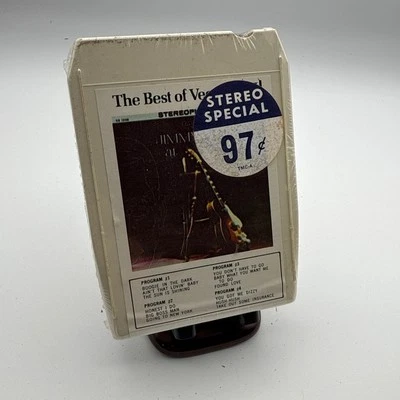 The Best of Vee
STEREO
STEREO
SPECIAL
97¢
JIMM
PROGRAM #1
BOOGIE IN THE DARK
AIN'T THAT LOVIN' BABY
THE SUN IS SHINING
PROGRAM #2
HONEST I DO
BIG BOSS MAN
GOING TO NEW YORK
PROGRAM #3
YOU DON'T HAVE TO GO
BABY WHAT YOU WANT ME
TO DO
FOUND LOVE
PROGRAM #4
YOU GOT ME DIZZY
HUSH HUSH
TAKE OUT SOME INSURANCE